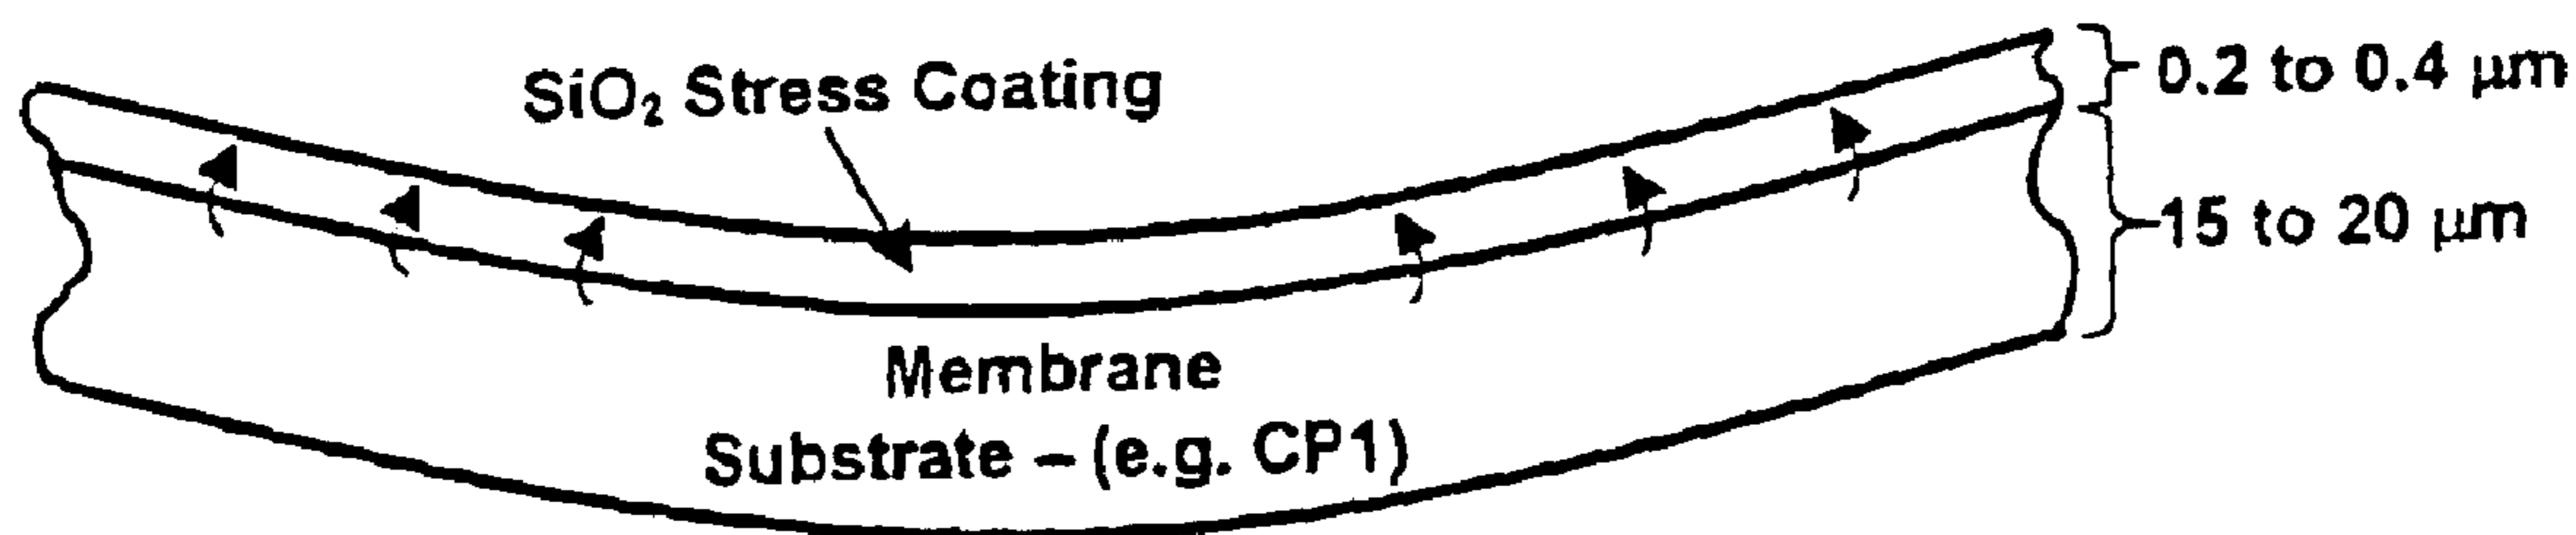 SiO₂ Stress Coating
0.2 to 0.4 μm
15 to 20 μm
Membrane
Substrate – (e.g. CP1)